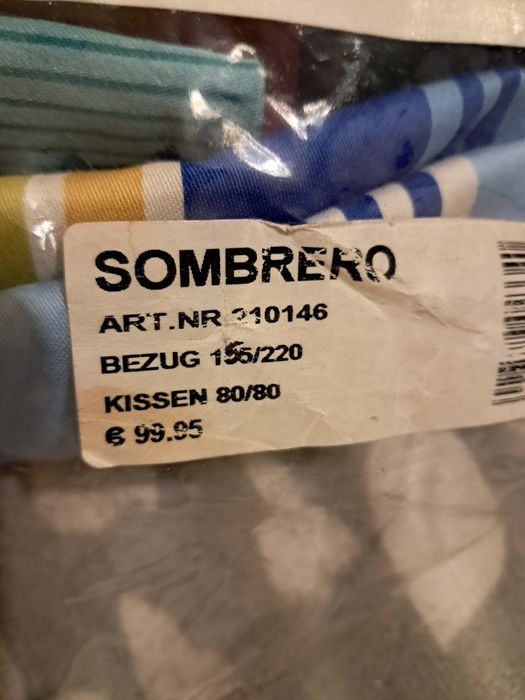 SOMBRERO
ART.NR 210146
BEZUG 155/220
KISSEN 80/80
€ 99.95